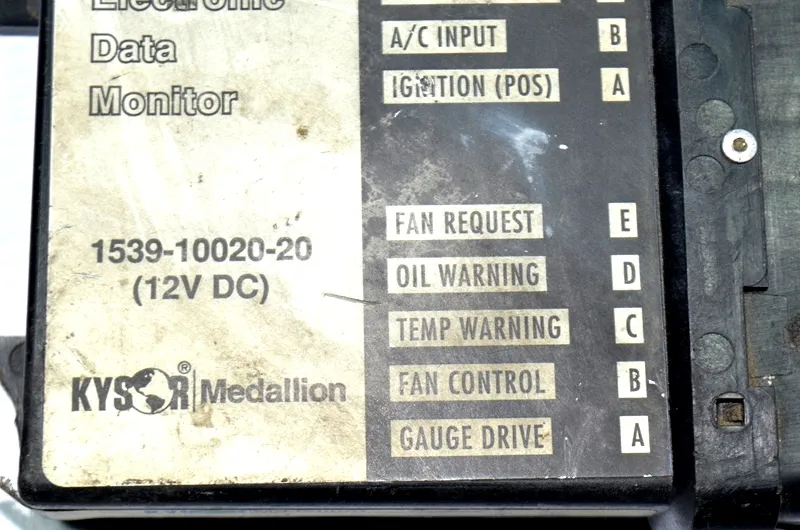 Electronic
Data
Monitor
1539-10020-20
(12V DC)
KYSOR® Medallion
A/C INPUT B
IGNITION (POS) A
FAN REQUEST E
OIL WARNING D
TEMP WARNING C
FAN CONTROL B
GAUGE DRIVE A